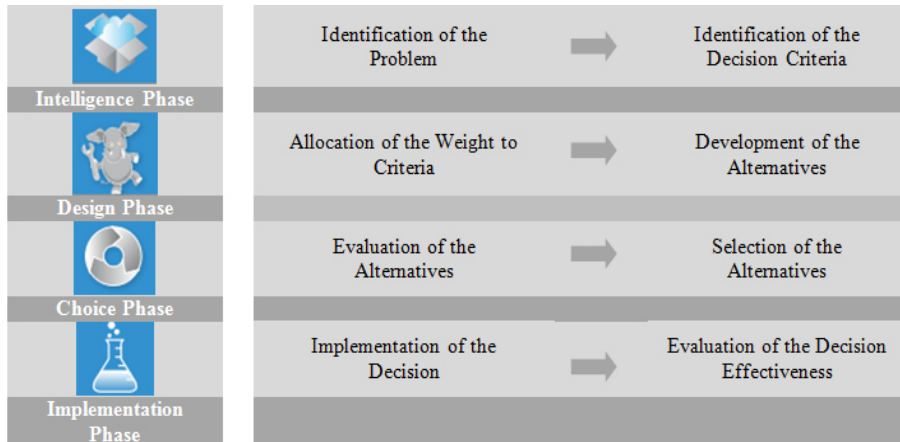 Identification of the
Problem
Identification of the
Decision Criteria
Intelligence Phase
Allocation of the Weight to
Criteria
Development of the
Alternatives
Design Phase
Evaluation of the
Alternatives
Selection of the
Alternatives
Choice Phase
Implementation of the
Decision
Evaluation of the Decision
Effectiveness
Implementation
Phase